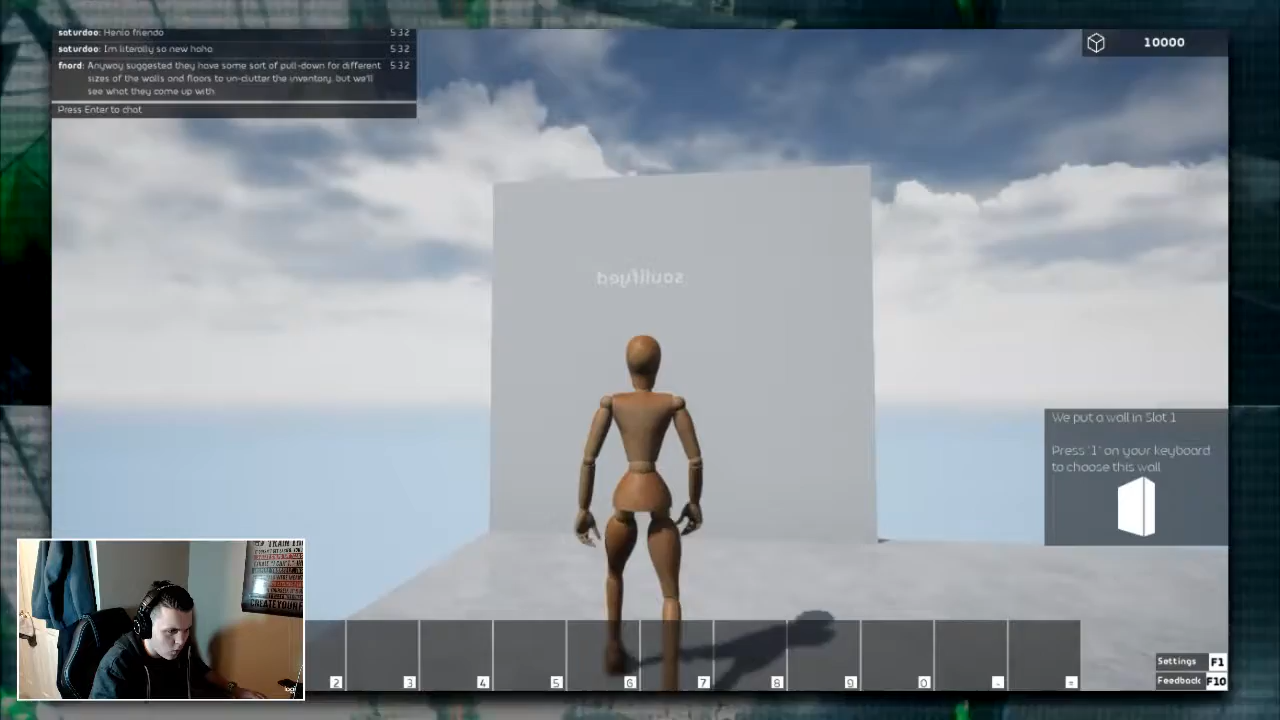 saturdoo: Henlo friendo 5:32
saturdoo: Im literally so new haha 5:32
fnord: Anyway suggested they have some sort of pull-down for different 5:32
sizes of the walls and floors to un-clutter the inventory, but we'll
see what they come up with.
Press Enter to chat
10000
soulifyed
We put a wall in Slot 1
Press '1' on your keyboard
to choose this wall
2 3 4 5 6 7 8 9 0 - =
Settings F1
Feedback F10